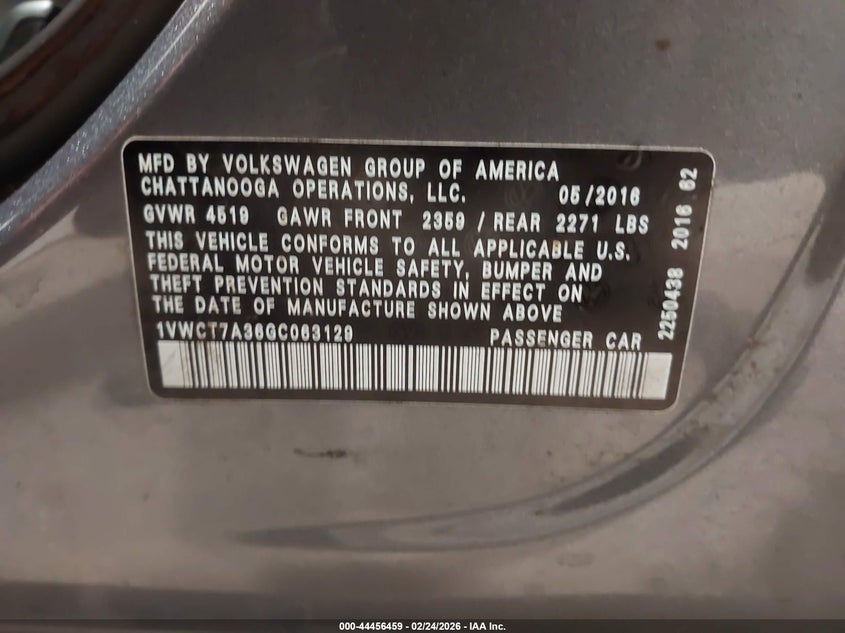 MFD BY VOLKSWAGEN GROUP OF AMERICA
CHATTANOOGA OPERATIONS, LLC. 05/2016
GVWR 4519 GAWR FRONT 2359 / REAR 2271 LBS
THIS VEHICLE CONFORMS TO ALL APPLICABLE U.S.
FEDERAL MOTOR VEHICLE SAFETY, BUMPER AND
THEFT PREVENTION STANDARDS IN EFFECT ON
THE DATE OF MANUFACTURE SHOWN ABOVE
1VWCT7A36GC063129 PASSENGER CAR
2250438 2016 62
000-44456459 - 02/24/2026 - IAA Inc.